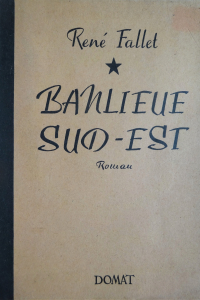 René Fallet
BANLIEUE
SUD-EST
Roman
DOMAT